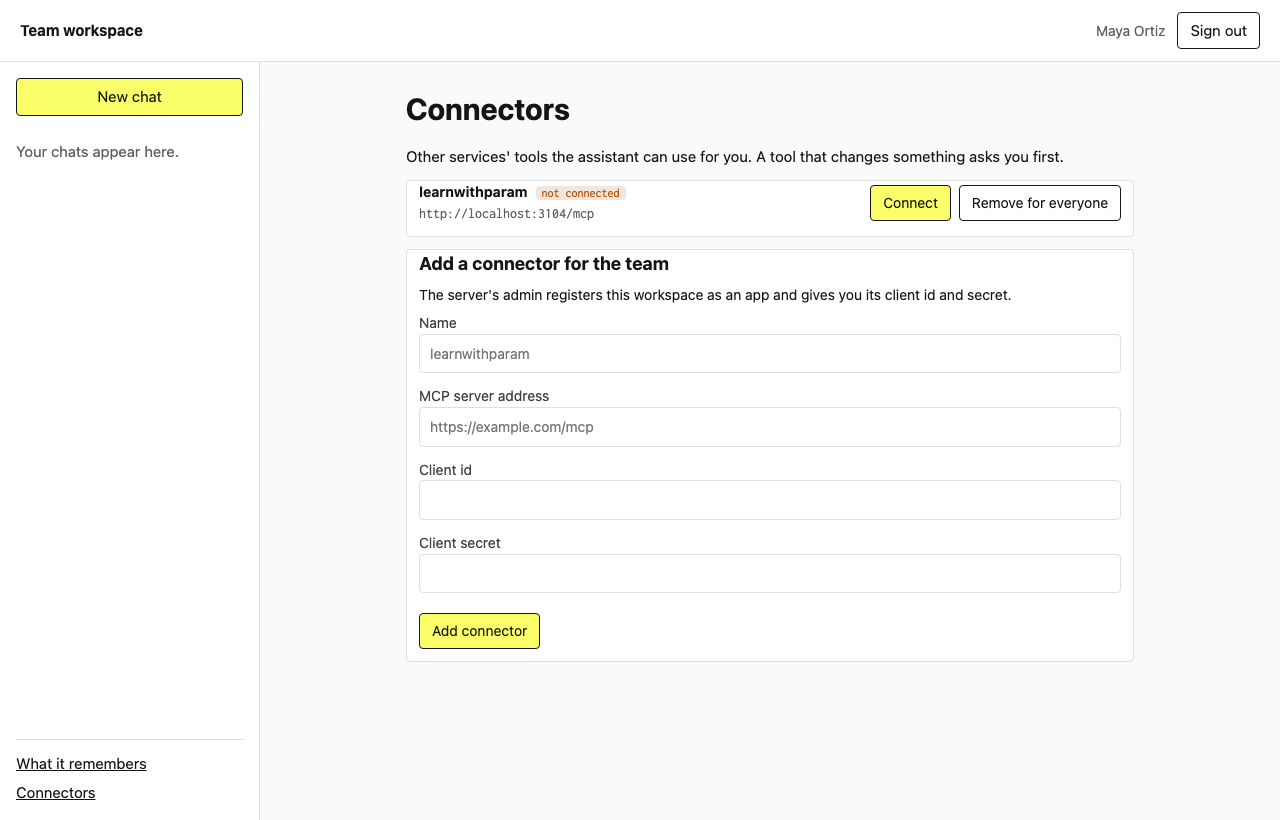 Team workspace
Maya Ortiz
Sign out
New chat
Your chats appear here.
What it remembers
Connectors
Connectors
Other services' tools the assistant can use for you. A tool that changes something asks you first.
learnwithparam not connected
http://localhost:3104/mcp
Connect
Remove for everyone
Add a connector for the team
The server's admin registers this workspace as an app and gives you its client id and secret.
Name
learnwithparam
MCP server address
https://example.com/mcp
Client id
Client secret
Add connector